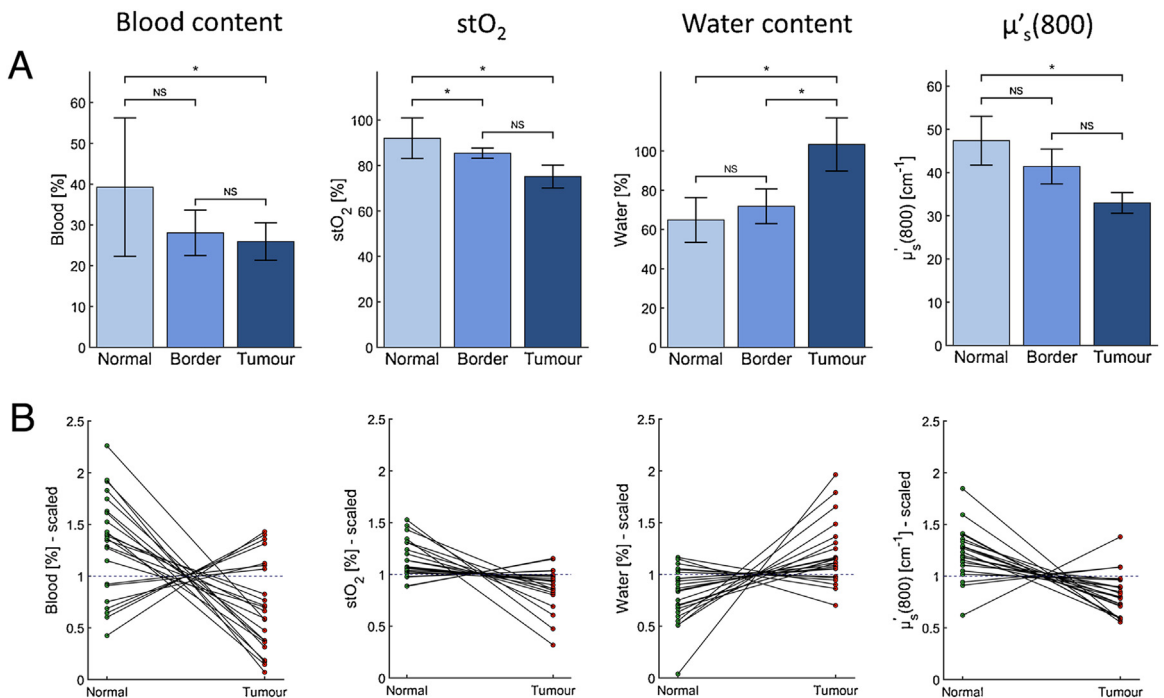 Blood content
stO2
Water content
μ's(800)
A
Blood [%]
60
50
40
30
20
10
0
*
NS
NS
Normal Border Tumour
stO2 [%]
100
80
60
40
20
0
*
*
NS
Normal Border Tumour
Water [%]
100
80
60
40
20
0
*
*
NS
Normal Border Tumour
μ's(800) [cm-1]
60
50
40
30
20
10
0
*
NS
NS
Normal Border Tumour
B
Blood [%] - scaled
2.5
2
1.5
1
0.5
0
Normal Tumour
stO2 [%] - scaled
2.5
2
1.5
1
0.5
0
Normal Tumour
Water [%] - scaled
2.5
2
1.5
1
0.5
0
Normal Tumour
μ's(800) [cm-1] - scaled
2.5
2
1.5
1
0.5
0
Normal Tumour